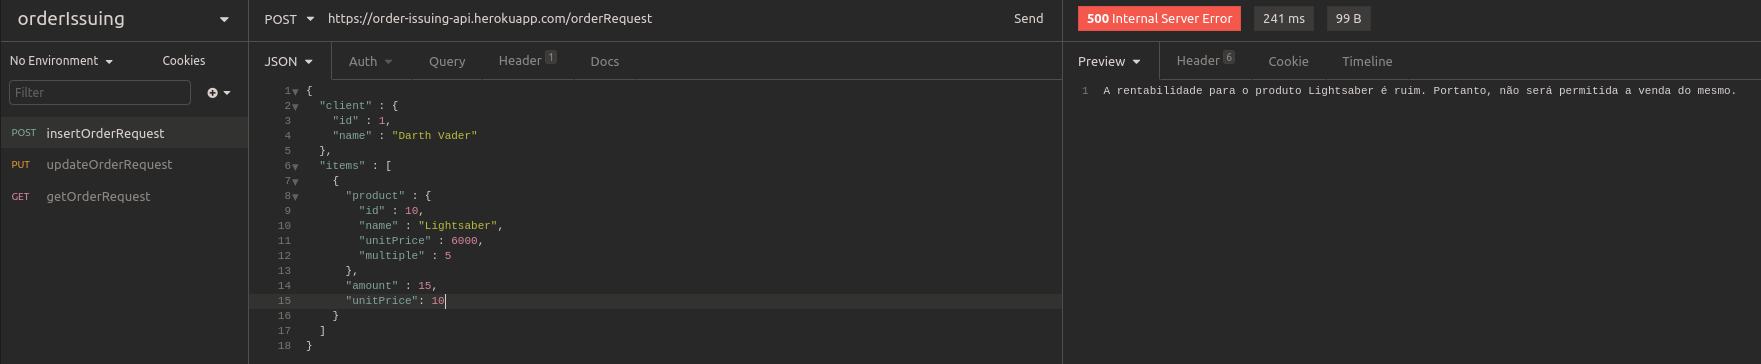 orderIssuing
No Environment
Cookies
Filter
POST insertOrderRequest
PUT updateOrderRequest
GET getOrderRequest
POST https://order-issuing-api.herokuapp.com/orderRequest Send
JSON Auth Query Header 1 Docs
1 {
2 "client" : {
3 "id" : 1,
4 "name" : "Darth Vader"
5 },
6 "items" : [
7 {
8 "product" : {
9 "id" : 10,
10 "name" : "Lightsaber",
11 "unitPrice" : 6000,
12 "multiple" : 5
13 },
14 "amount" : 15,
15 "unitPrice": 10
16 }
17 ]
18 }
500 Internal Server Error 241 ms 99 B
Preview Header 6 Cookie Timeline
1 A rentabilidade para o produto Lightsaber é ruim. Portanto, não será permitida a venda do mesmo.